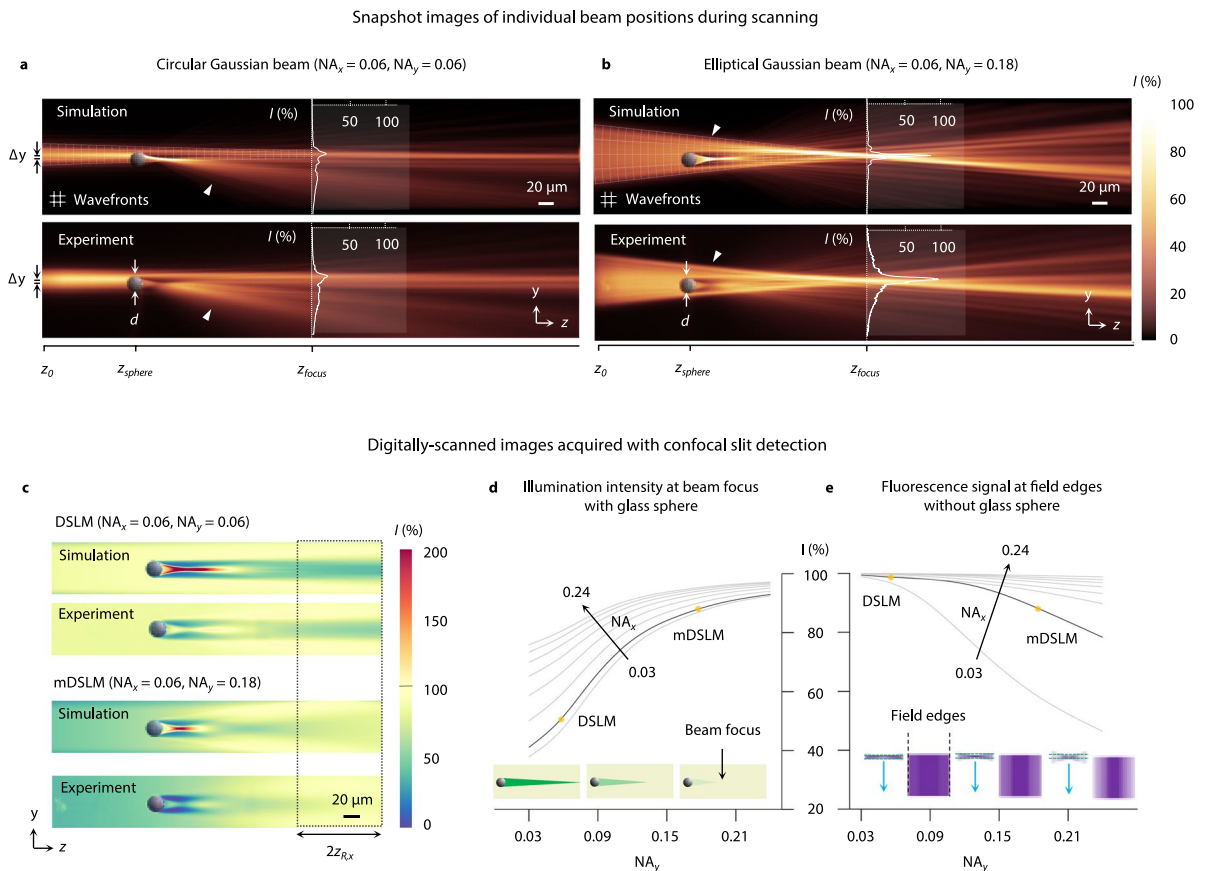 Snapshot images of individual beam positions during scanning
a
Circular Gaussian beam (NAx = 0.06, NAy = 0.06)
b
Elliptical Gaussian beam (NAx = 0.06, NAy = 0.18)
I (%)
Simulation
I (%)
50
100
Δy
20 μm
Wavefronts
Experiment
I (%)
50
100
Δy
d
y
z
z0
zsphere
zfocus
Simulation
I (%)
50
100
20 μm
Wavefronts
Experiment
I (%)
50
100
d
y
z
z0
zsphere
zfocus
100
80
60
40
20
0
Digitally-scanned images acquired with confocal slit detection
c
DSLM (NAx = 0.06, NAy = 0.06)
Simulation
Experiment
mDSLM (NAx = 0.06, NAy = 0.18)
Simulation
Experiment
20 μm
y
z
2zR,x
I (%)
200
150
100
50
0
d
Illumination intensity at beam focus
with glass sphere
0.24
NAx
0.03
mDSLM
DSLM
Beam focus
0.03
0.09
0.15
0.21
NAy
e
Fluorescence signal at field edges
without glass sphere
I (%)
100
80
60
40
20
DSLM
0.24
NAx
0.03
mDSLM
Field edges
0.03
0.09
0.15
0.21
NAy